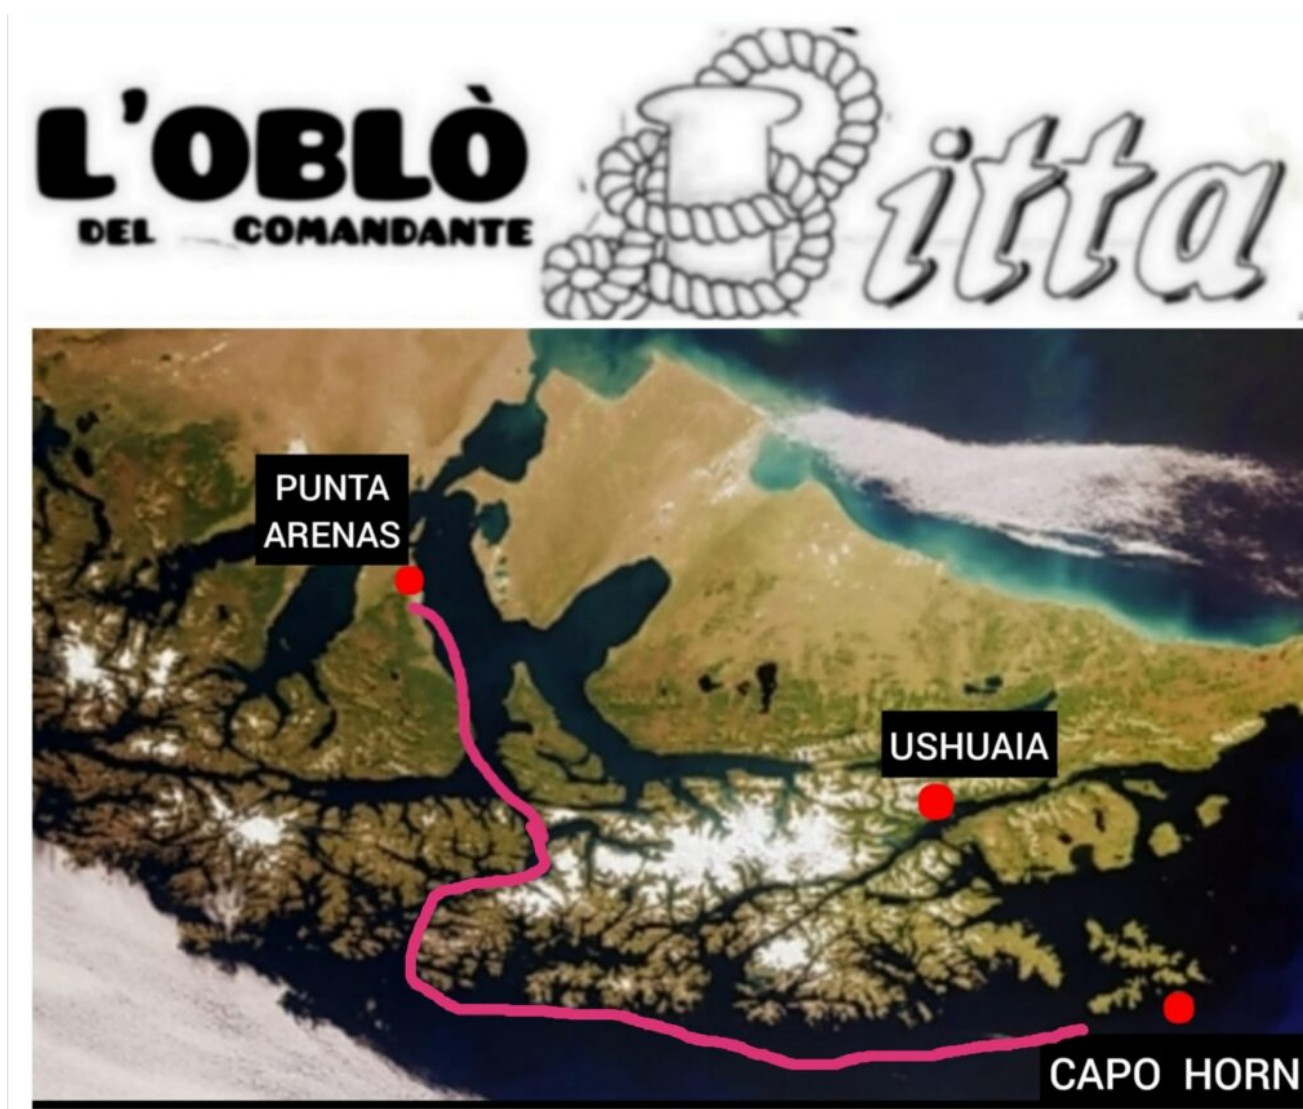 L'OBLÒ
DEL COMANDANTE
Bitta
PUNTA
ARENAS
USHUAIA
CAPO HORN